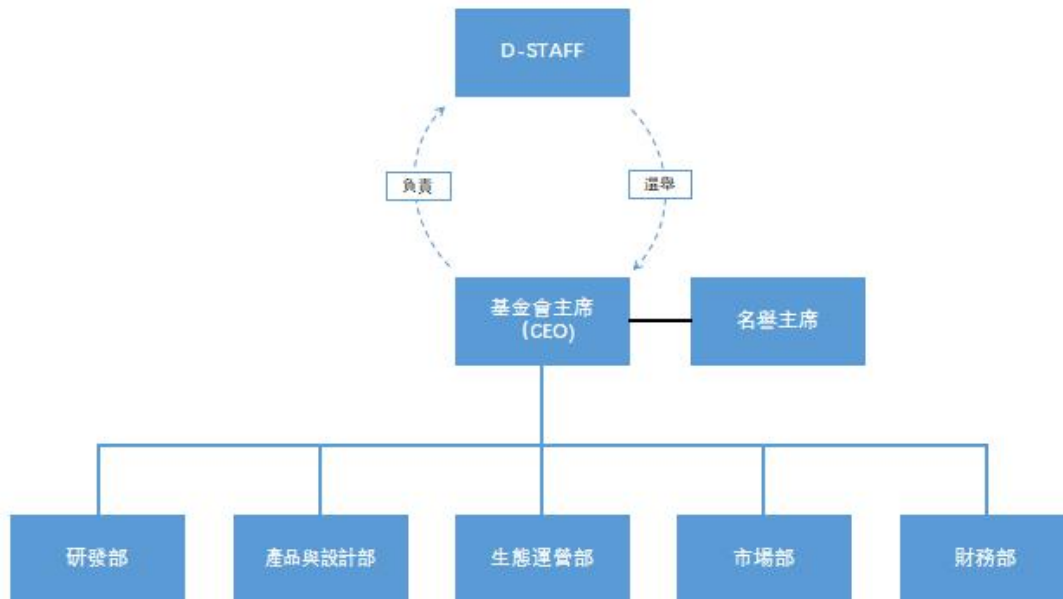 D-STAFF
負責
選舉
基金會主席
(CEO)
名譽主席
研發部
產品與設計部
生態運營部
市場部
財務部